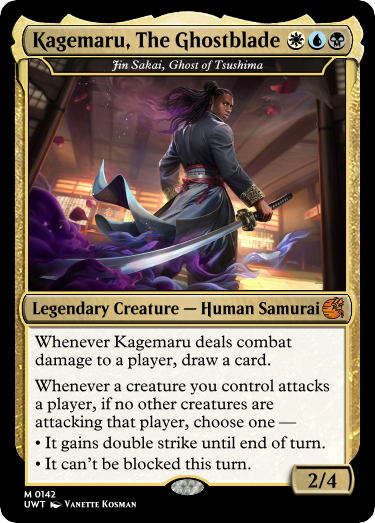 Kagemaru, The Ghostblade
Jin Sakai, Ghost of Tsushima
Legendary Creature — Human Samurai
Whenever Kagemaru deals combat
damage to a player, draw a card.
Whenever a creature you control attacks
a player, if no other creatures are
attacking that player, choose one —
• It gains double strike until end of turn.
• It can't be blocked this turn.
2/4
M 0142
UWT Vanette Kosman